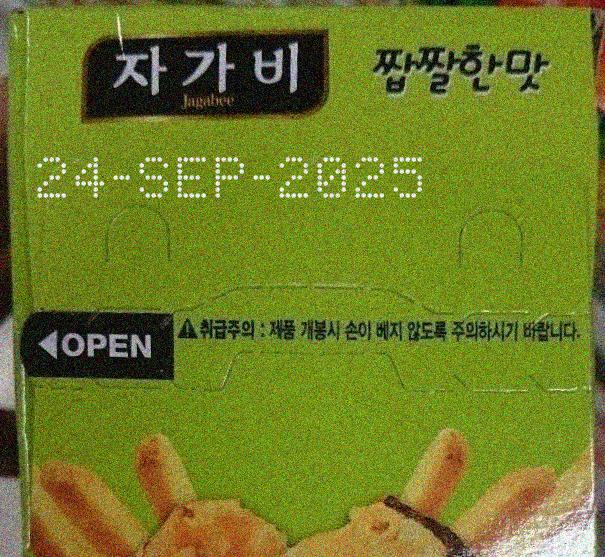 자가비 짭짤한맛
Jagabee
24-SEP-2025
OPEN
취급주의 : 제품 개봉시 손이 베지 않도록 주의하시기 바랍니다.